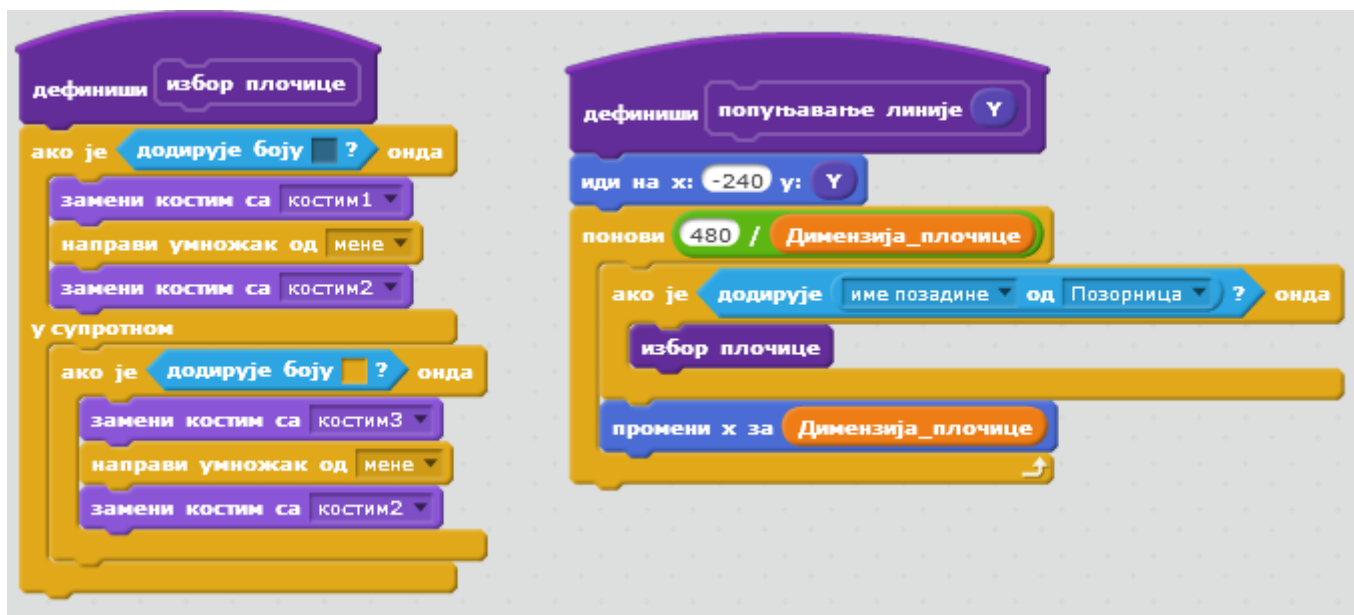 дефиниши избор плочице
ако је додирује боју ? онда
замени костим са костим1
направи умножак од мене
замени костим са костим2
у супротном
ако је додирује боју ? онда
замени костим са костим3
направи умножак од мене
замени костим са костим2
дефиниши попуњавање линије Y
иди на x: -240 y: Y
понови 480 / Димензија_плочице
ако је додирује име позадине од Позорница ? онда
избор плочице
промени x за Димензија_плочице